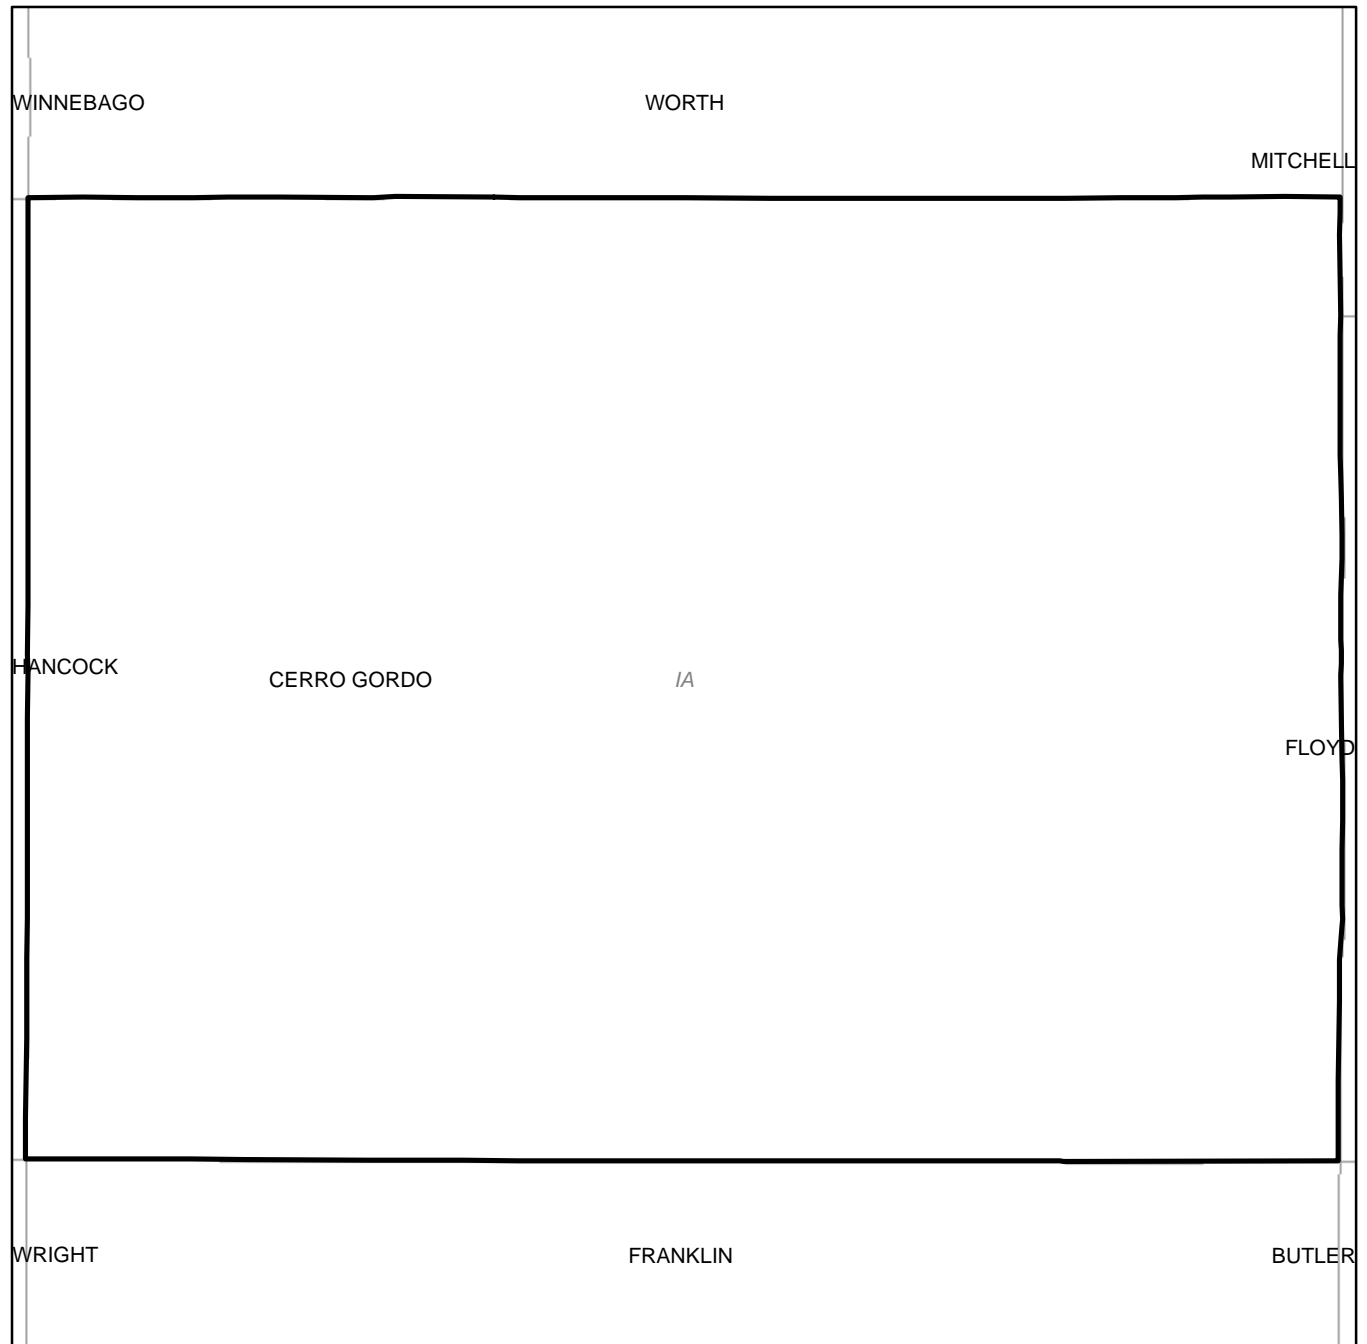 WINNEBAGO
WORTH
MITCHELL
HANCOCK
CERRO GORDO
IA
FLOYD
WRIGHT
FRANKLIN
BUTLER